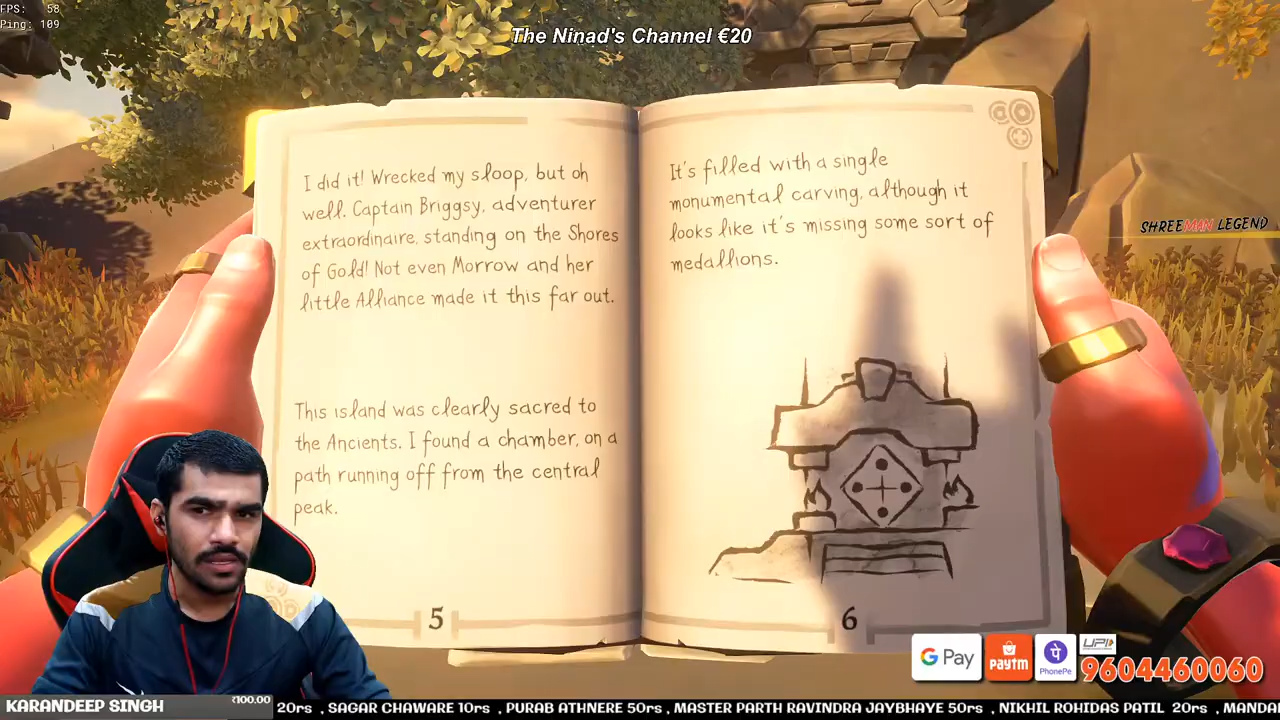 FPS: 58
Ping: 109
The Ninad's Channel €20
SHREEMAN LEGEND
I did it! Wrecked my sloop, but oh
well. Captain Briggsy, adventurer
extraordinaire, standing on the Shores
of Gold! Not even Morrow and her
little Alliance made it this far out.
This island was clearly sacred to
the Ancients. I found a chamber, on a
path running off from the central
peak.
5
It's filled with a single
monumental carving, although it
looks like it's missing some sort of
medallions.
6
G Pay
Paytm
PhonePe
UPI
9604460060
KARANDEEP SINGH ₹100.00
20rs , SAGAR CHAWARE 10rs , PURAB ATHNERE 50rs , MASTER PARTH RAVINDRA JAYBHAYE 50rs , NIKHIL ROHIDAS PATIL 20rs , MANDA